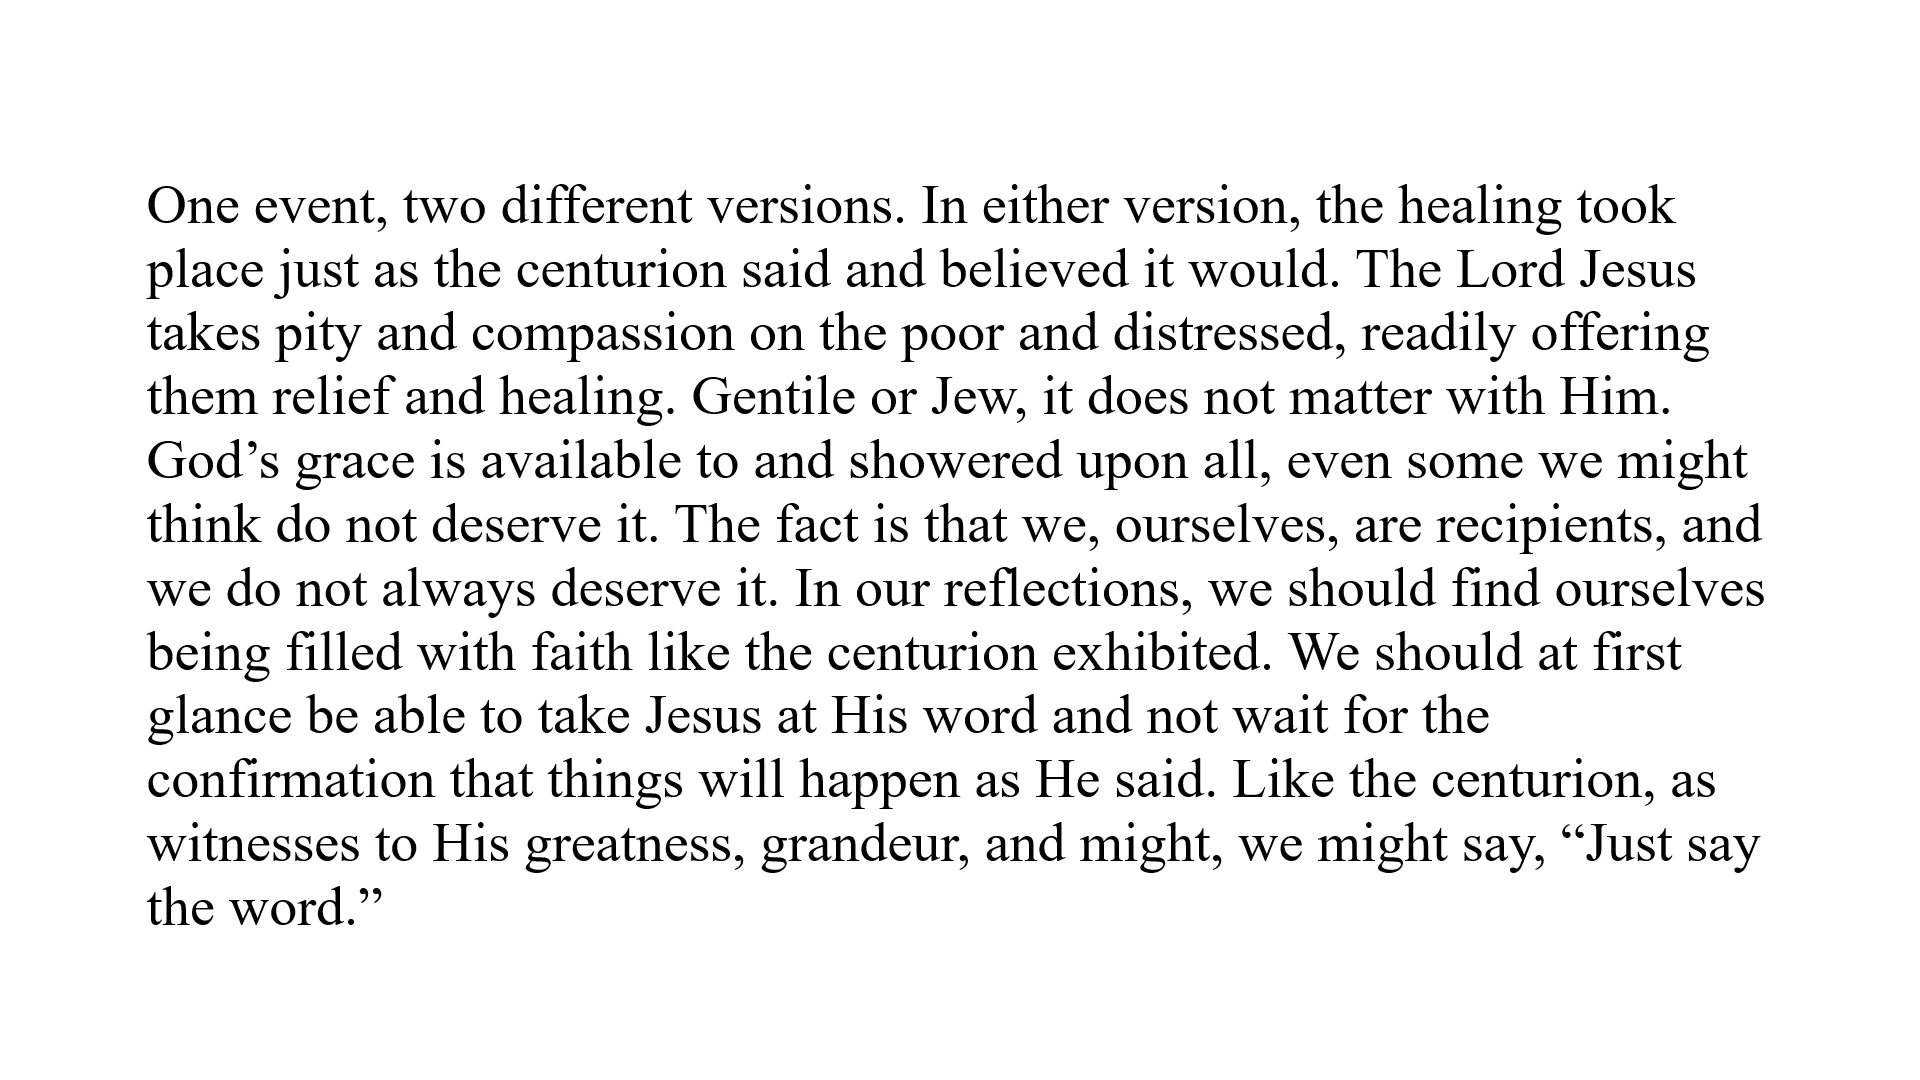 One event, two different versions. In either version, the healing took
place just as the centurion said and believed it would. The Lord Jesus
takes pity and compassion on the poor and distressed, readily offering
them relief and healing. Gentile or Jew, it does not matter with Him.
God’s grace is available to and showered upon all, even some we might
think do not deserve it. The fact is that we, ourselves, are recipients, and
we do not always deserve it. In our reflections, we should find ourselves
being filled with faith like the centurion exhibited. We should at first
glance be able to take Jesus at His word and not wait for the
confirmation that things will happen as He said. Like the centurion, as
witnesses to His greatness, grandeur, and might, we might say, “Just say
the word.”